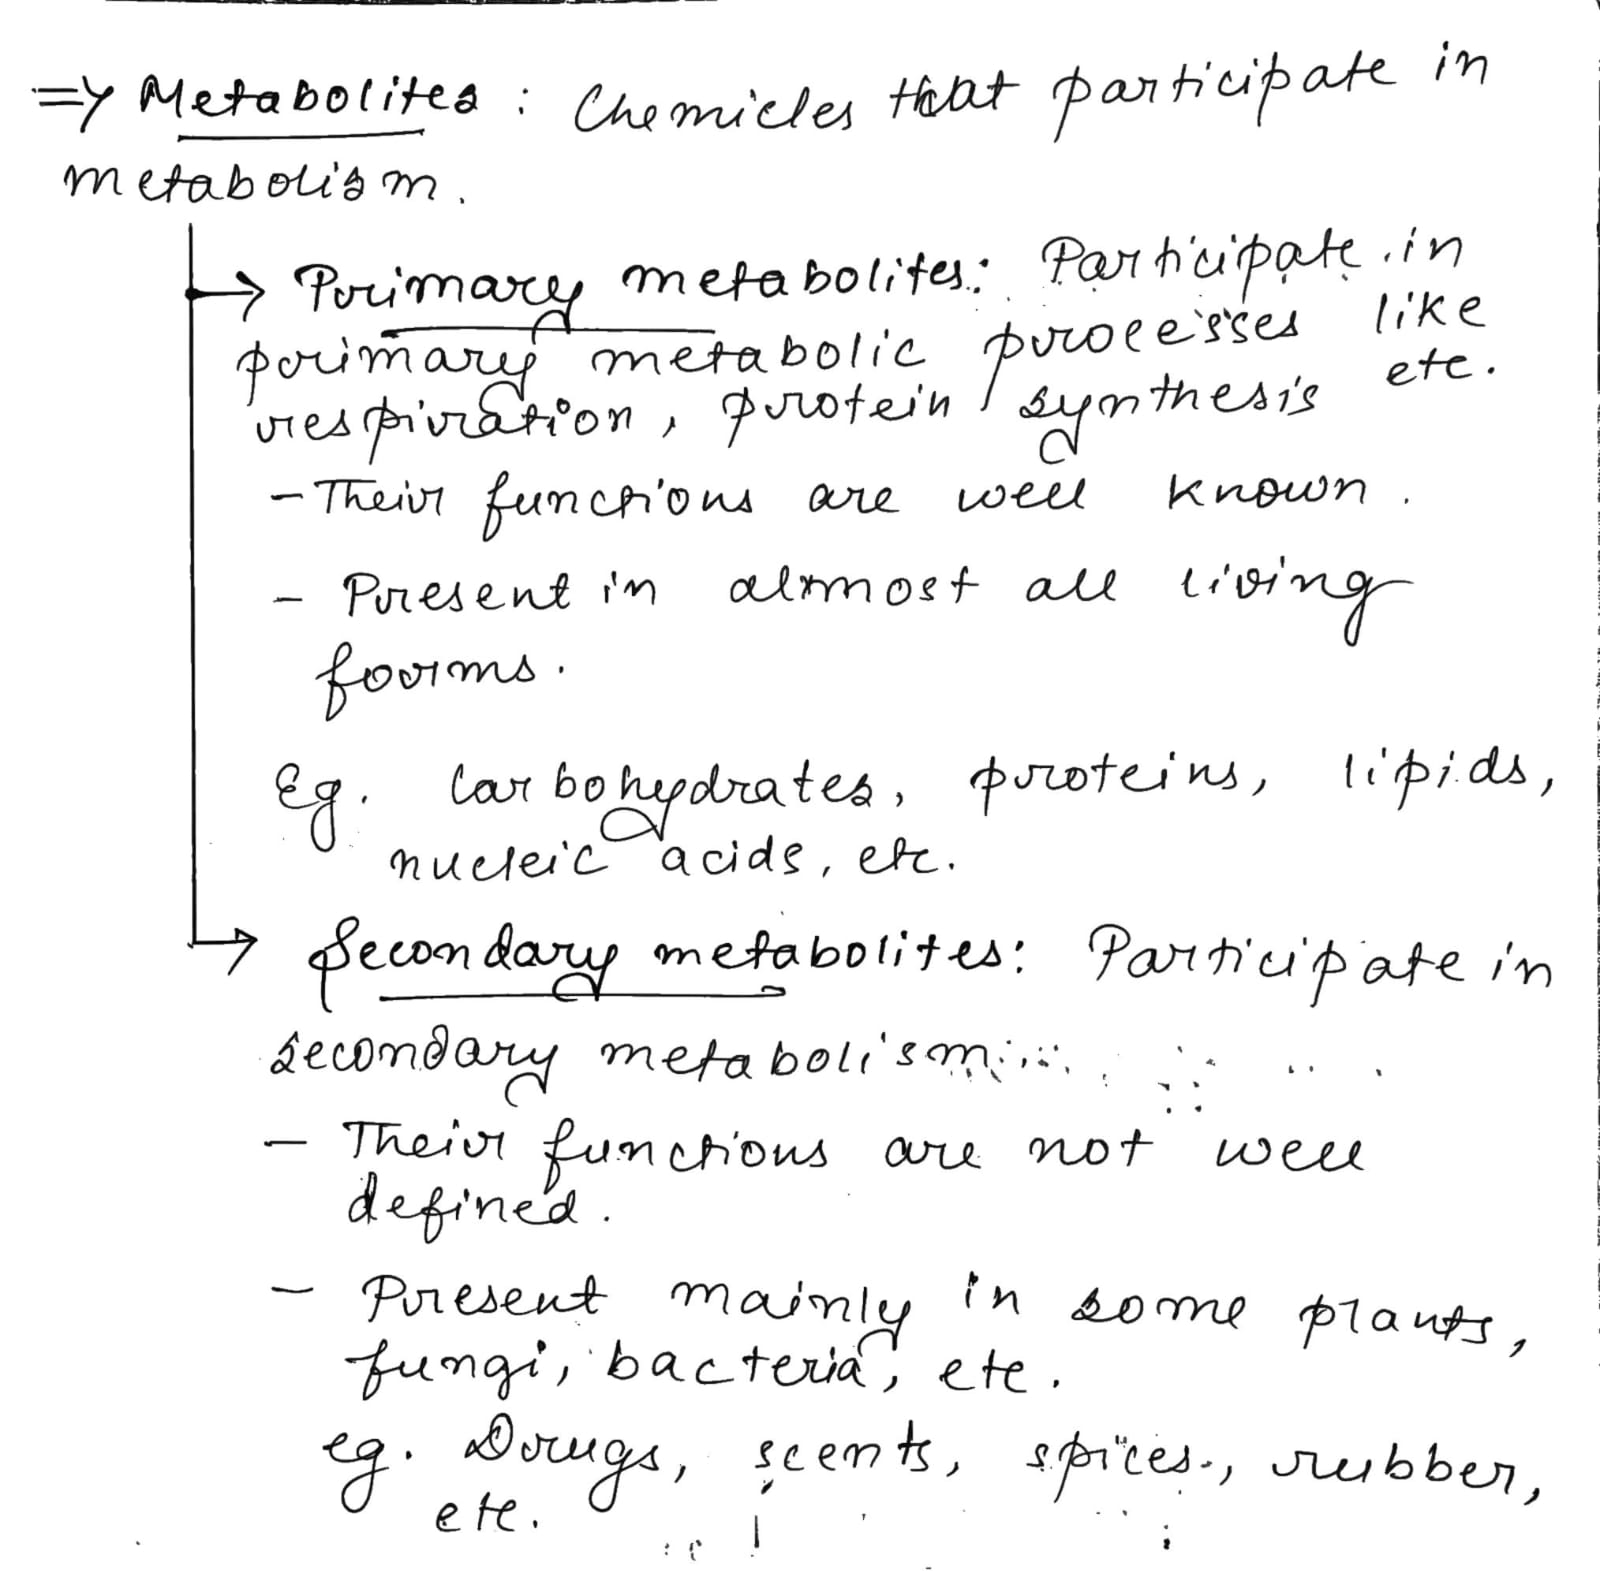 => Metabolites : Chemicles that participate in
metabolism.
→ Primary metabolites: Participate in
primary metabolic processes like
respiration, protein synthesis etc.
- Their functions are well known.
- Present in almost all living
forms.
Eg. Carbohydrates, proteins, lipids,
nucleic acids, etc.
→ Secondary metabolites: Participate in
secondary metabolism
- Their functions are not well
defined.
- Present mainly in some plants,
fungi, bacteria, etc.
eg. Drugs, scents, spices, rubber,
etc.